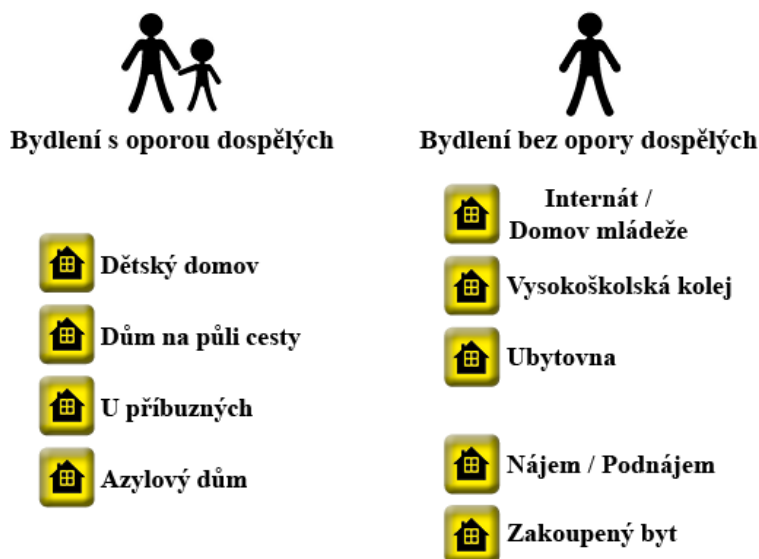 Bydlení s oporou dospělých
Dětský domov
Dům na půli cesty
U příbuzných
Azylový dům
Bydlení bez opory dospělých
Internát /
Domov mládeže
Vysokoškolská kolej
Ubytovna
Nájem / Podnájem
Zakoupený byt